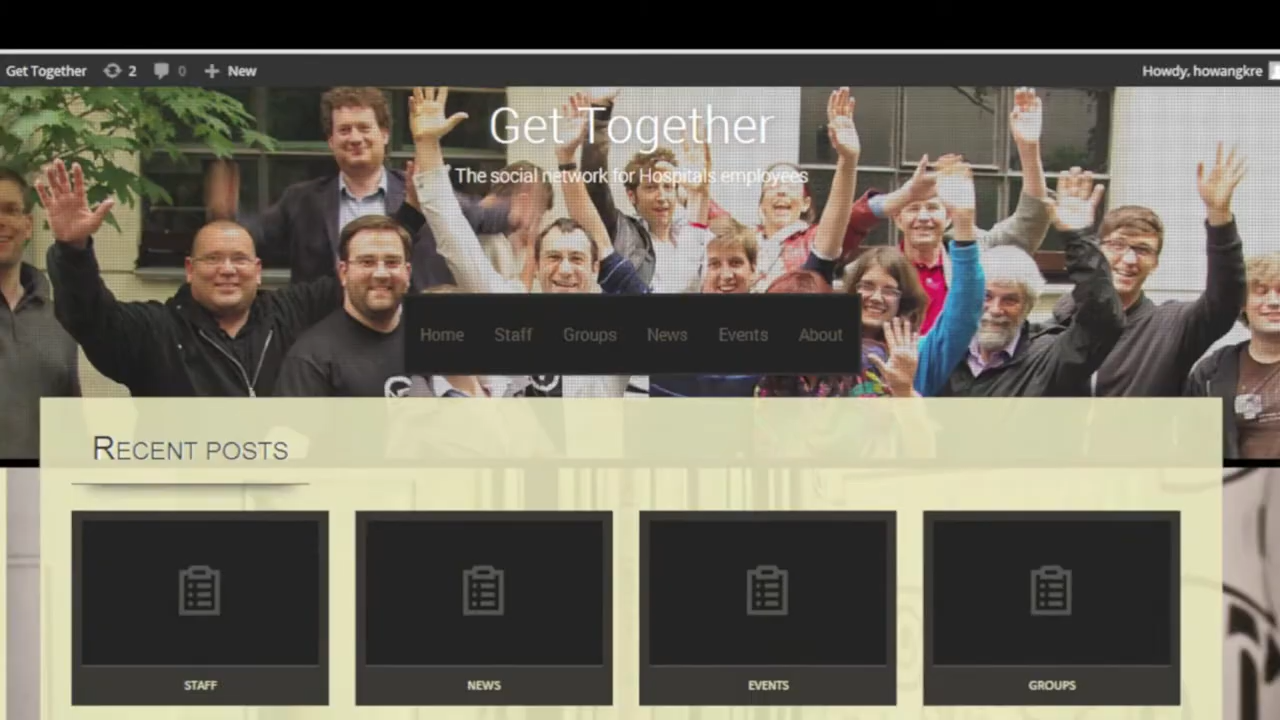 Get Together 2 0 New Howdy, howangkre
Get Together
The social network for Hospitals employees
Home Staff Groups News Events About
RECENT POSTS
STAFF NEWS EVENTS GROUPS